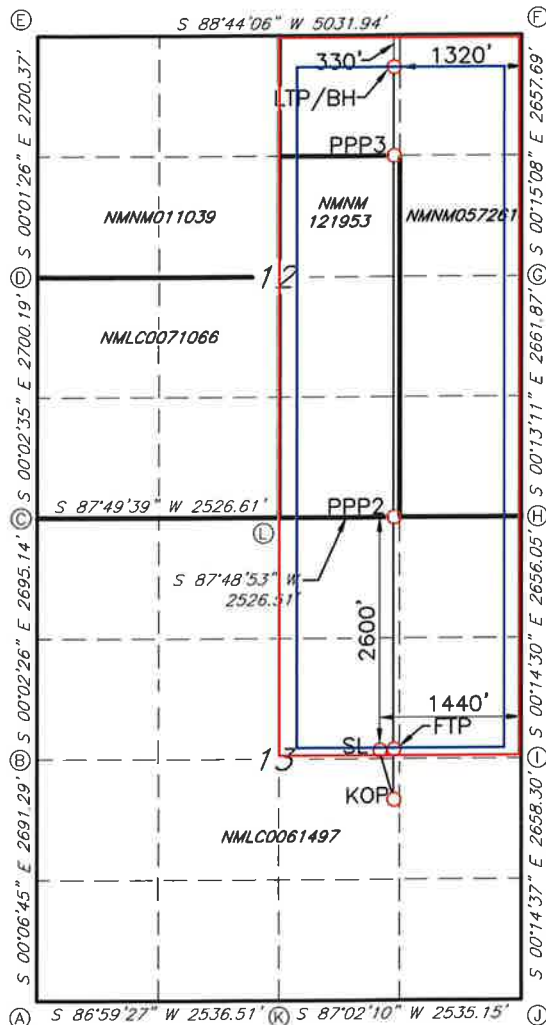 E
S 88°44'06" W 5031.94'
F
330'
1320'
LTP/BH
PPP3
S 00°01'26" E 2700.37'
S 00°15'08" E 2657.69'
NMNM011039
NMNM
121953
NMNM057261
D
12
G
NMLC0071066
S 00°02'35" E 2700.19'
S 00°13'11" E 2661.87'
S 87°49'39" W 2526.61'
PPP2
C
L
H
S 87°48'53" W
2526.51'
S 00°02'26" E 2695.14'
S 00°14'30" E 2656.05'
2600'
1440'
FTP
SL
B
13
I
KOP
NMLC0061497
S 00°06'45" E 2691.29'
S 00°14'37" E 2658.30'
A
S 86°59'27" W 2536.51'
K
S 87°02'10" W 2535.15'
J